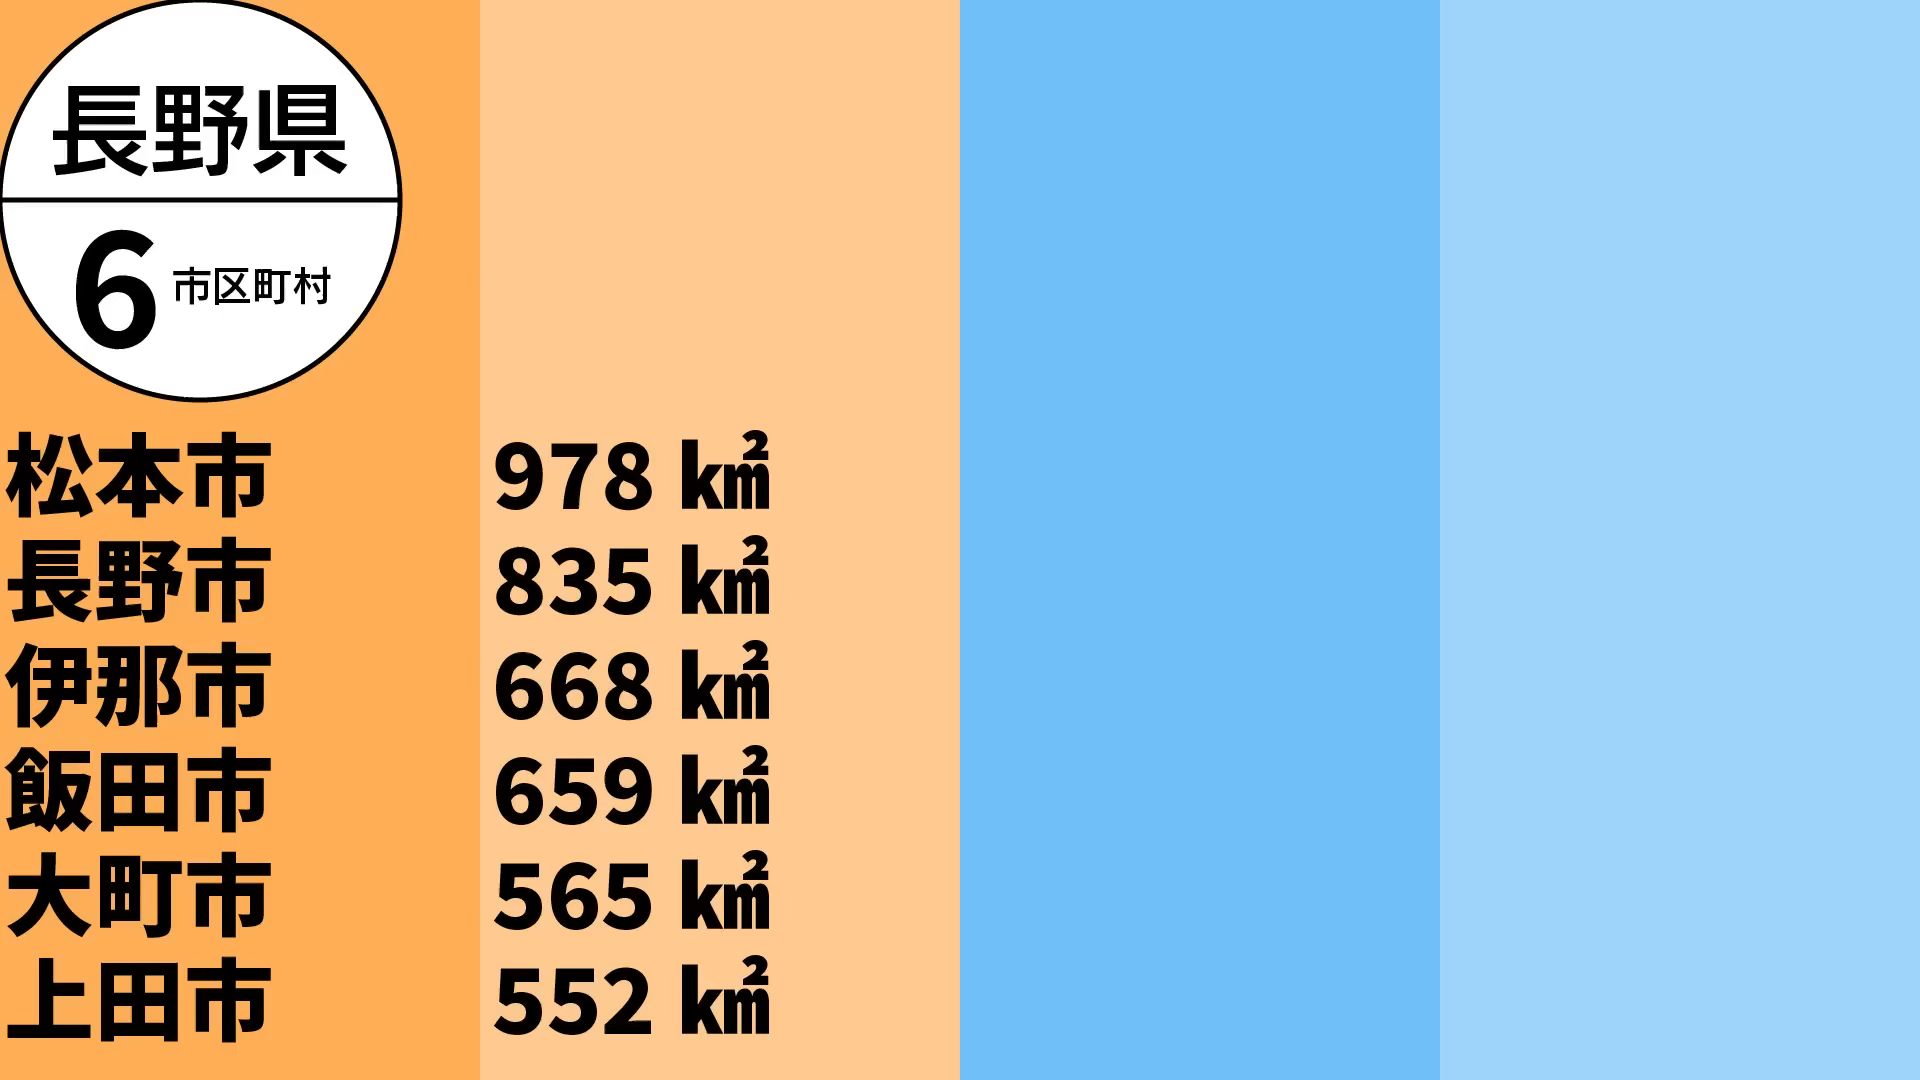 長野県
6 市区町村
松本市 978 ㎢
長野市 835 ㎢
伊那市 668 ㎢
飯田市 659 ㎢
大町市 565 ㎢
上田市 552 ㎢